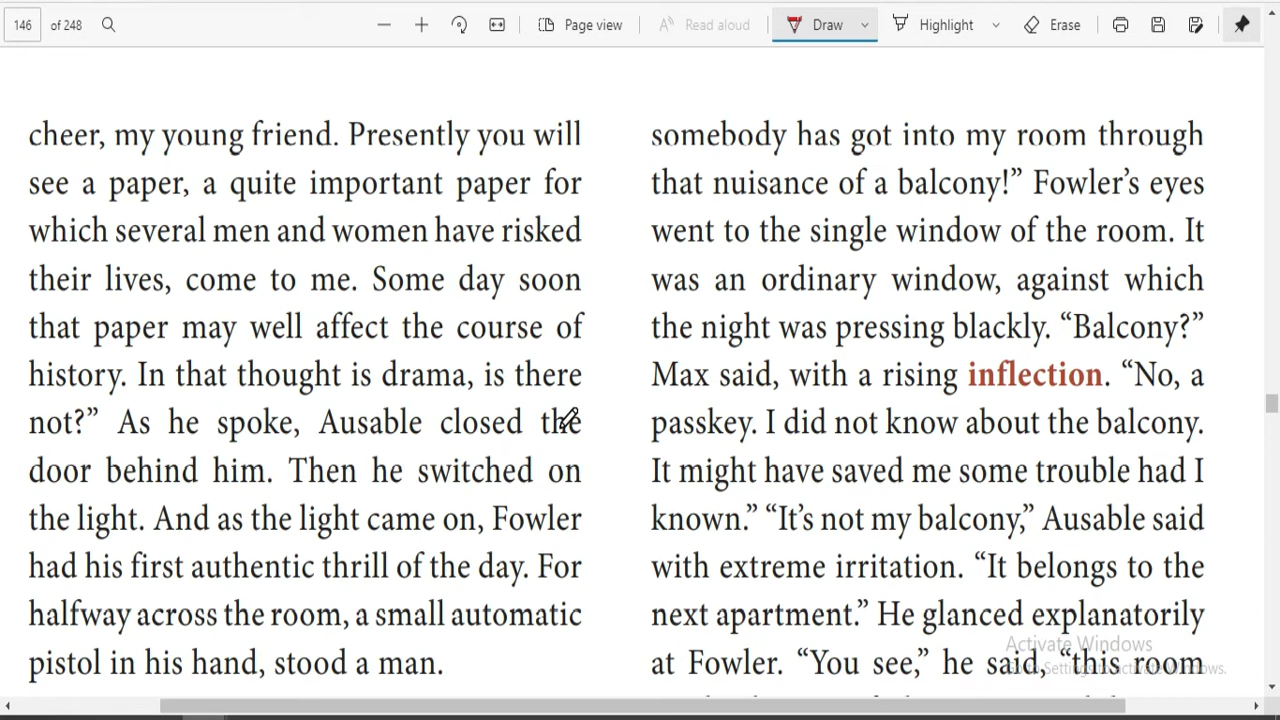 146 of 248 Page view Read aloud Draw Highlight Erase
cheer, my young friend. Presently you will
see a paper, a quite important paper for
which several men and women have risked
their lives, come to me. Some day soon
that paper may well affect the course of
history. In that thought is drama, is there
not?” As he spoke, Ausable closed the
door behind him. Then he switched on
the light. And as the light came on, Fowler
had his first authentic thrill of the day. For
halfway across the room, a small automatic
pistol in his hand, stood a man.
somebody has got into my room through
that nuisance of a balcony!” Fowler’s eyes
went to the single window of the room. It
was an ordinary window, against which
the night was pressing blackly. “Balcony?”
Max said, with a rising inflection. “No, a
passkey. I did not know about the balcony.
It might have saved me some trouble had I
known.” “It’s not my balcony,” Ausable said
with extreme irritation. “It belongs to the
next apartment.” He glanced explanatorily
at Fowler. “You see,” he said, “this room
Activate Windows
Go to Settings to activate Windows.